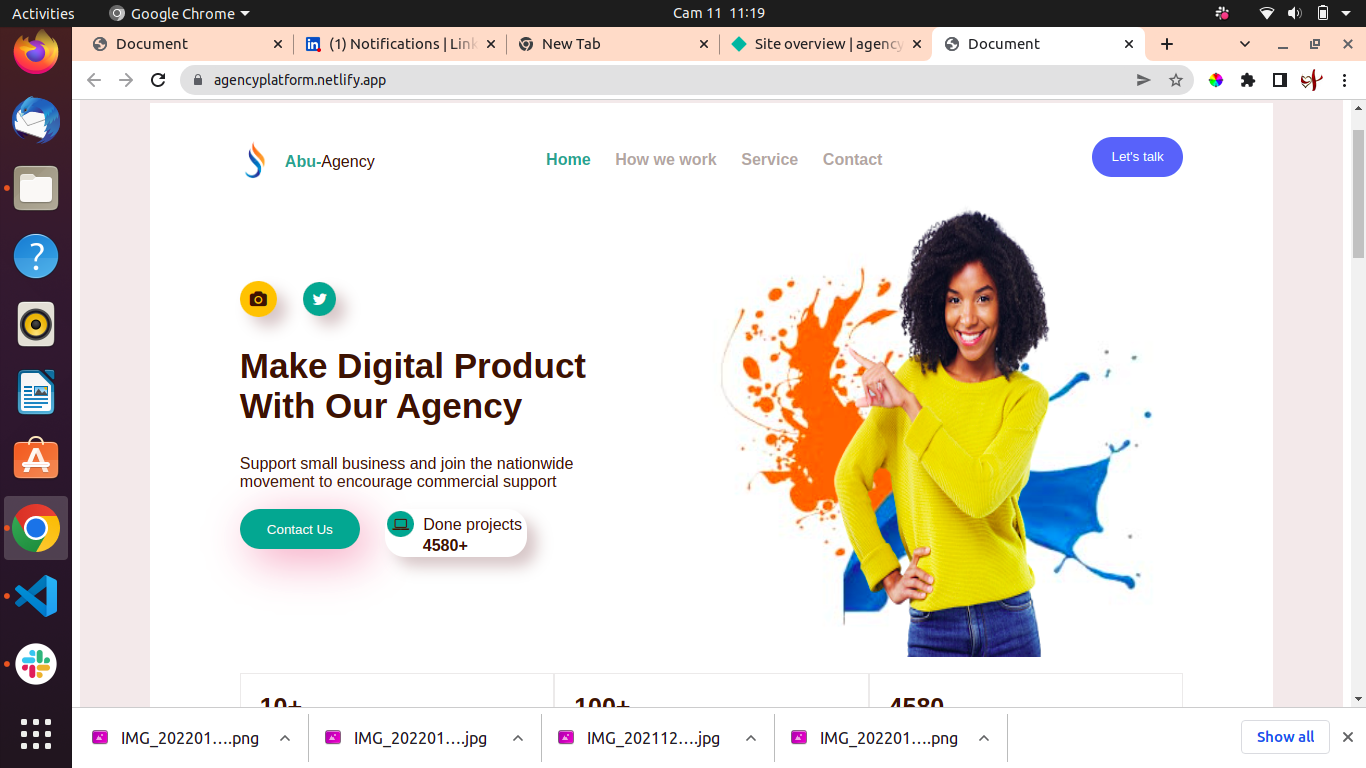 Activities
Google Chrome
Cam 11 11:19
Document
(1) Notifications | Link
New Tab
Site overview | agency
Document
agencyplatform.netlify.app
Abu-Agency
Home
How we work
Service
Contact
Let's talk
Make Digital Product
With Our Agency
Support small business and join the nationwide
movement to encourage commercial support
Contact Us
Done projects
4580+
10+
100+
4580
IMG_202201....png
IMG_202201....jpg
IMG_202112....jpg
IMG_202201....png
Show all